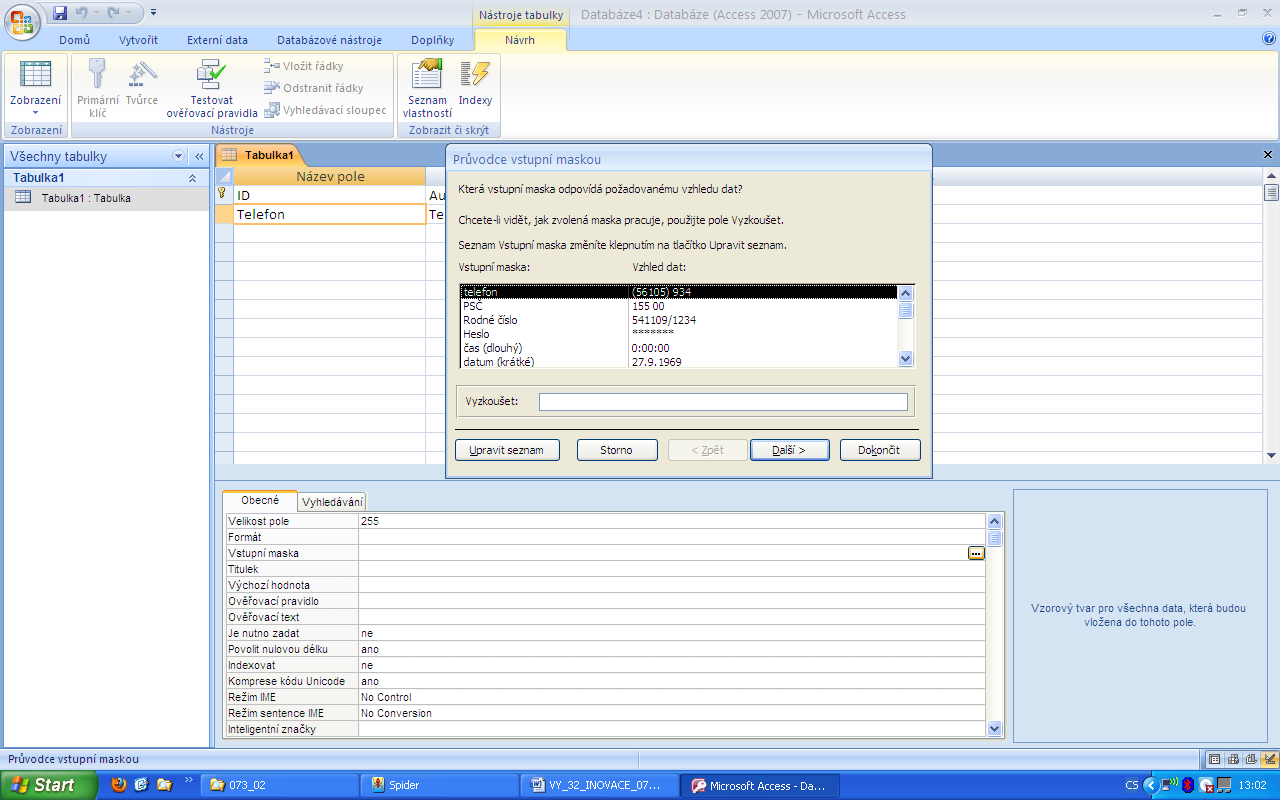 Nástroje tabulky
Databáze4 : Databáze (Access 2007) - Microsoft Access
Domů
Vytvořit
Externí data
Databázové nástroje
Doplňky
Návrh
Zobrazení
Primární klíč
Tvůrce
Testovat ověřovací pravidla
Vložit řádky
Odstranit řádky
Vyhledávací sloupec
Seznam vlastností
Indexy
Zobrazení
Nástroje
Zobrazit či skrýt
Všechny tabulky
Tabulka1
Tabulka1 : Tabulka
Tabulka1
Název pole
ID
Au
Telefon
Te
Průvodce vstupní maskou
Která vstupní maska odpovídá požadovanému vzhledu dat?
Chcete-li vidět, jak zvolená maska pracuje, použijte pole Vyzkoušet.
Seznam Vstupní maska změníte klepnutím na tlačítko Upravit seznam.
Vstupní maska: Vzhled dat:
telefon (56105) 934
PSČ 155 00
Rodné číslo 541109/1234
Heslo *******
čas (dlouhý) 0:00:00
datum (krátké) 27.9.1969
Vyzkoušet:
Upravit seznam
Storno
< Zpět
Další >
Dokončit
Obecné
Vyhledávání
Velikost pole 255
Formát
Vstupní maska ...
Titulek
Výchozí hodnota
Ověřovací pravidlo
Ověřovací text
Je nutno zadat ne
Povolit nulovou délku ano
Indexovat ne
Komprese kódu Unicode ano
Režim IME No Control
Režim sentence IME No Conversion
Inteligentní značky
Vzorový tvar pro všechna data, která budou
vložena do tohoto pole.
Průvodce vstupní maskou
Start
073_02
Spider
VY_32_INOVACE_07...
Microsoft Access - Da...
CS
13:02